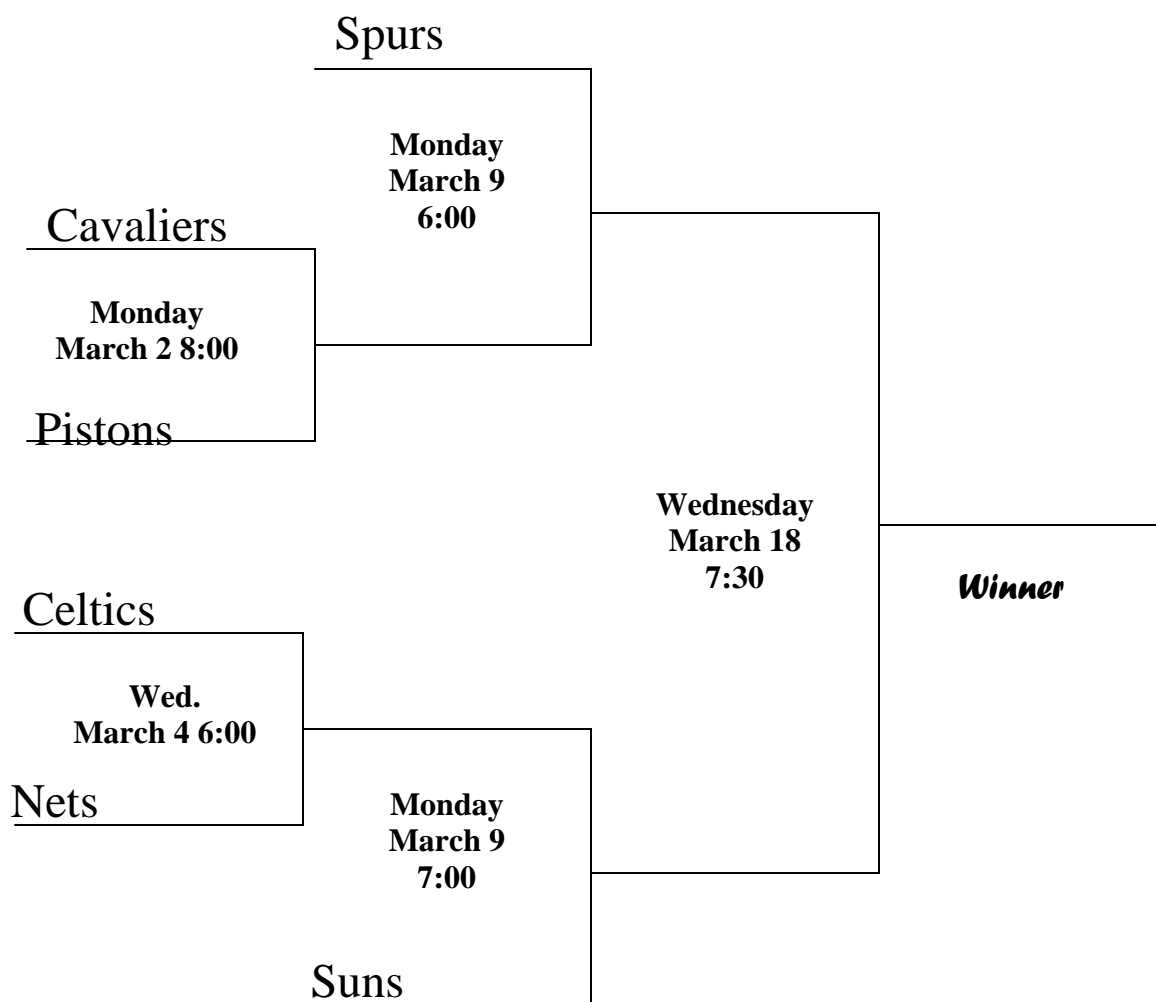 Spurs
Monday
March 9
6:00
Cavaliers
Monday
March 2 8:00
Pistons
Wednesday
March 18
7:30
Winner
Celtics
Wed.
March 4 6:00
Nets
Monday
March 9
7:00
Suns